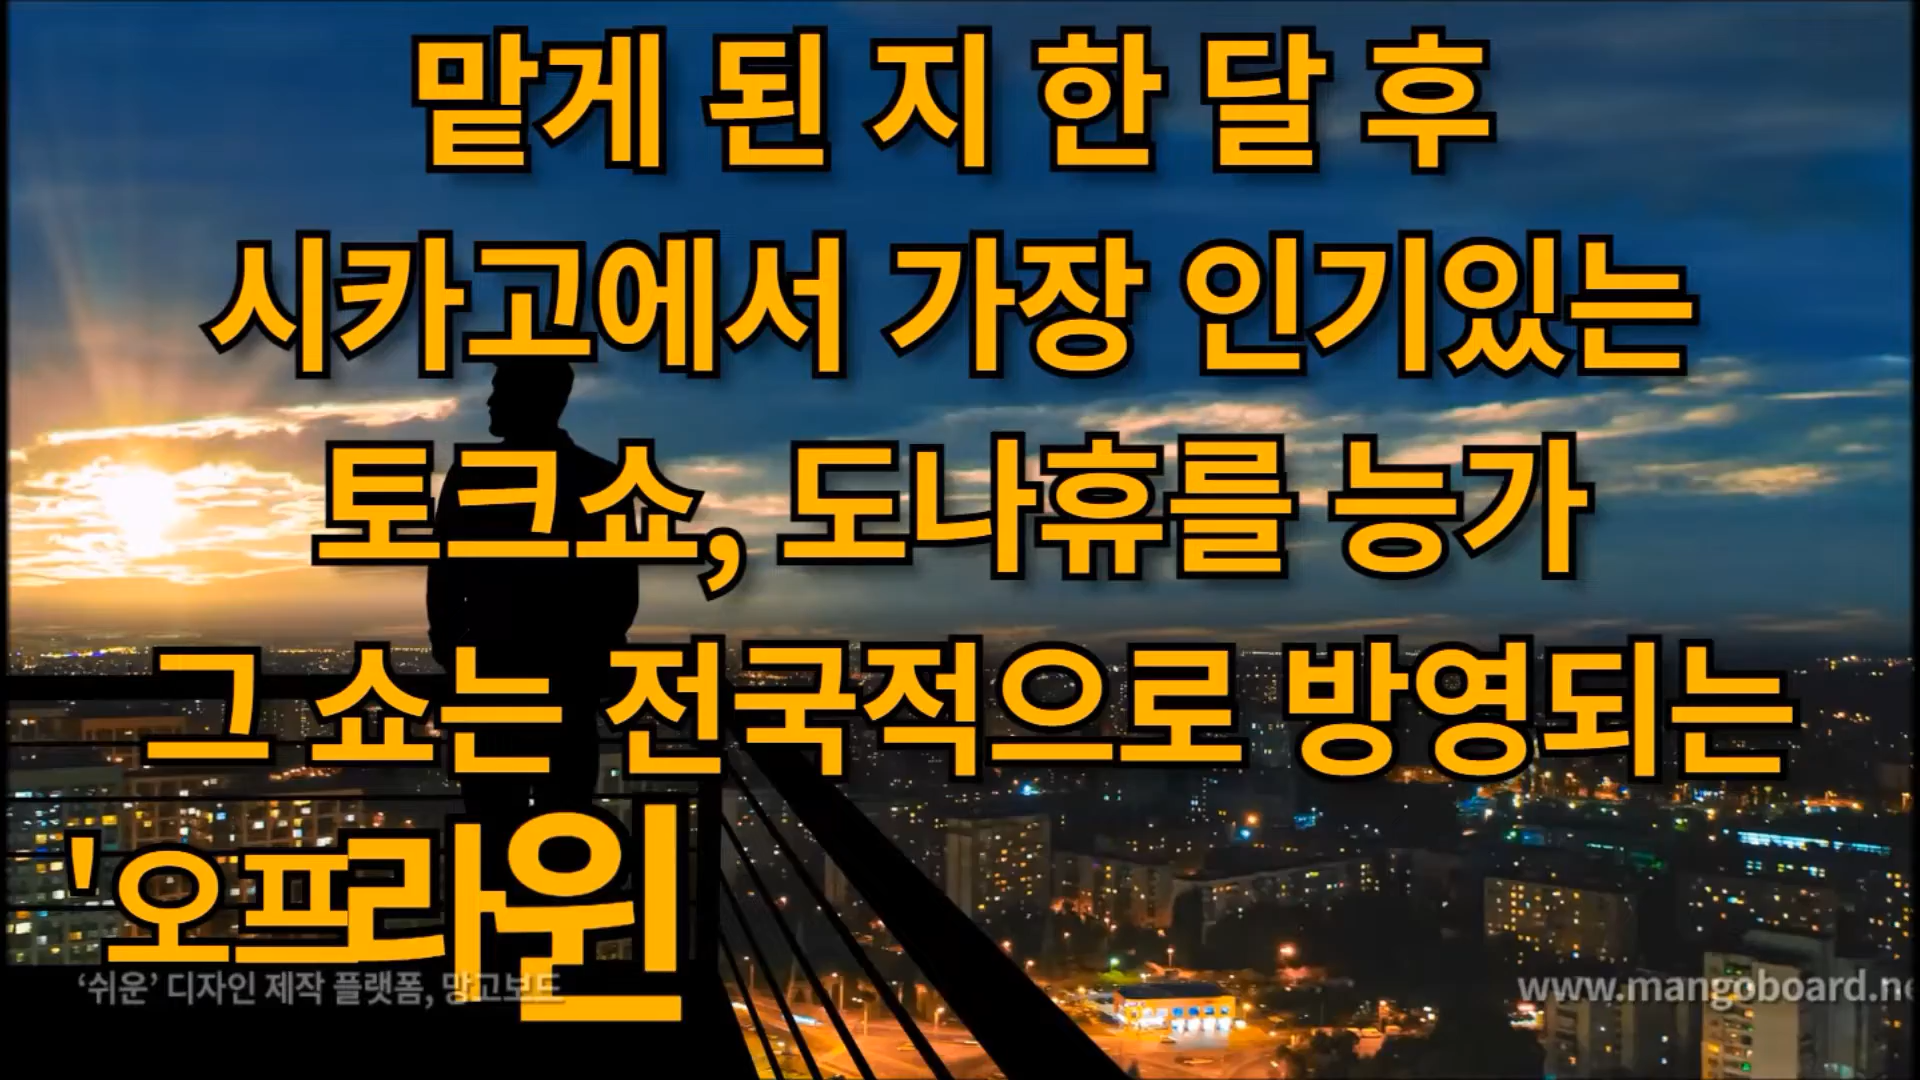 맡게 된 지 한 달 후
시카고에서 가장 인기있는
토크쇼, 도나휴를 능가
그 쇼는 전국적으로 방영되는
'오프라윈
‘쉬운’ 디자인 제작 플랫폼, 망고보드
www.mangoboard.ne